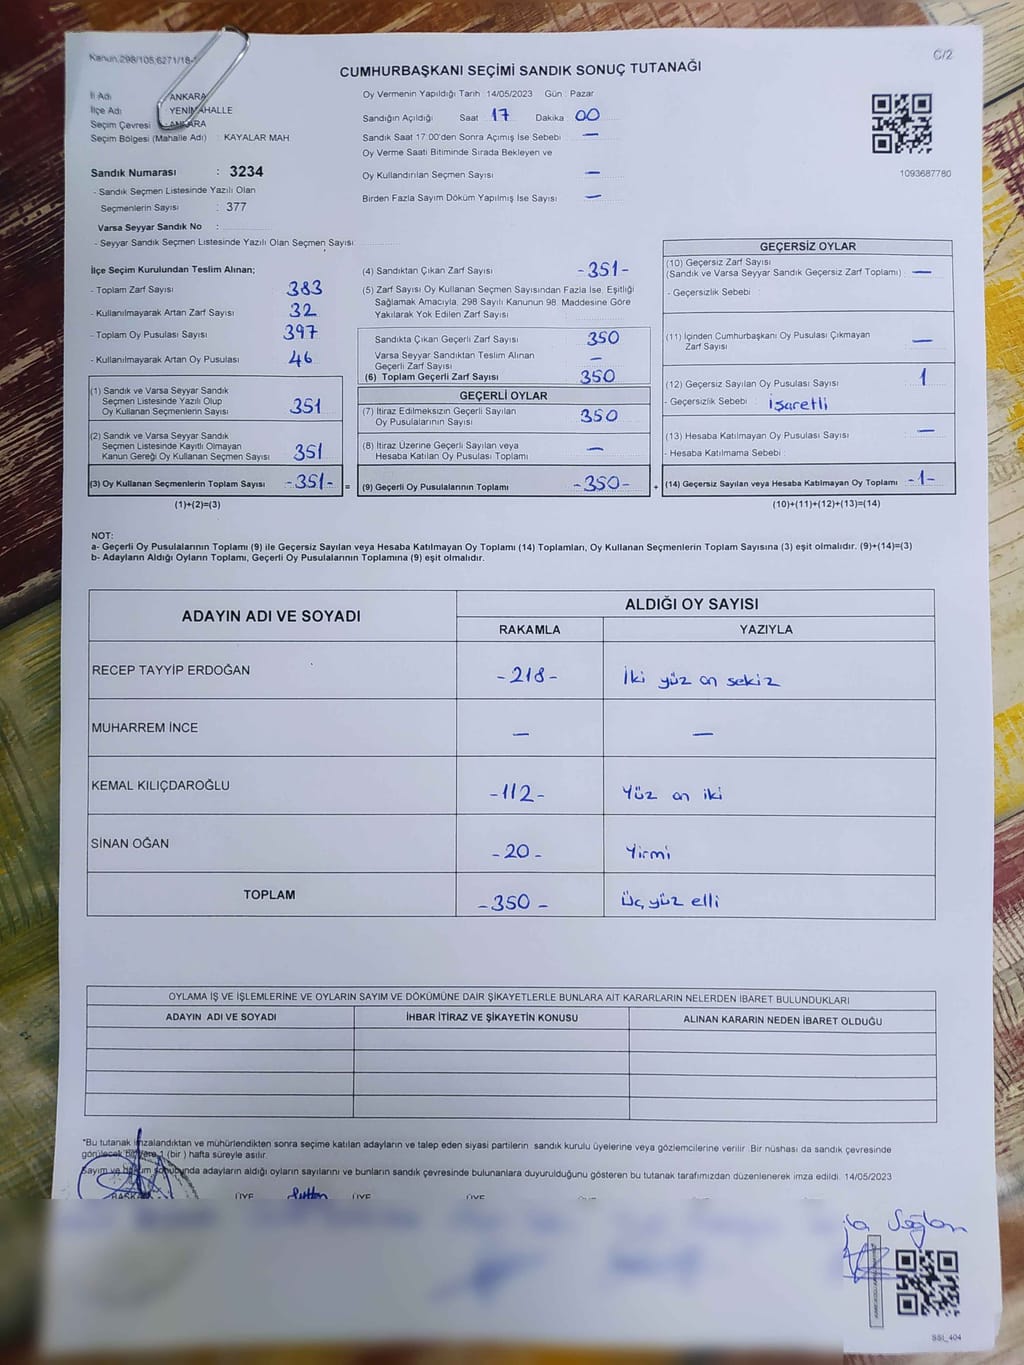 Kanun:298/105;6271/18-
C/2
CUMHURBAŞKANI SEÇİMİ SANDIK SONUÇ TUTANAĞI
İl Adı : ANKARA
İlçe Adı : YENİMAHALLE
Seçim Çevresi : ANKARA
Seçim Bölgesi (Mahalle Adı) : KAYALAR MAH.
Sandık Numarası : 3234
- Sandık Seçmen Listesinde Yazılı Olan
Seçmenlerin Sayısı : 377
Varsa Seyyar Sandık No :
- Seyyar Sandık Seçmen Listesinde Yazılı Olan Seçmen Sayısı
Oy Vermenin Yapıldığı Tarih : 14/05/2023 Gün : Pazar
Sandığın Açıldığı Saat 17 Dakika 00
Sandık Saat 17:00'den Sonra Açımış İse Sebebi —
Oy Verme Saati Bitiminde Sırada Bekleyen ve
Oy Kullandırılan Seçmen Sayısı —
Birden Fazla Sayım Döküm Yapılmış İse Sayısı —
1093687780
İlçe Seçim Kurulundan Teslim Alınan;
- Toplam Zarf Sayısı 383
- Kullanılmayarak Artan Zarf Sayısı 32
- Toplam Oy Pusulası Sayısı 397
- Kullanılmayarak Artan Oy Pusulası 46
(1) Sandık ve Varsa Seyyar Sandık
Seçmen Listesinde Yazılı Olup
Oy Kullanan Seçmenlerin Sayısı 351
(2) Sandık ve Varsa Seyyar Sandık
Seçmen Listesinde Kayıtlı Olmayan
Kanun Gereği Oy Kullanan Seçmen Sayısı 351
(3) Oy Kullanan Seçmenlerin Toplam Sayısı -351- =
(1)+(2)=(3)
(4) Sandıktan Çıkan Zarf Sayısı -351-
(5) Zarf Sayısı Oy Kullanan Seçmen Sayısından Fazla İse, Eşitliği
Sağlamak Amacıyla, 298 Sayılı Kanunun 98. Maddesine Göre
Yakılarak Yok Edilen Zarf Sayısı
Sandıkta Çıkan Geçerli Zarf Sayısı 350
Varsa Seyyar Sandıktan Teslim Alınan
Geçerli Zarf Sayısı —
(6) Toplam Geçerli Zarf Sayısı 350
GEÇERLİ OYLAR
(7) İtiraz Edilmeksizin Geçerli Sayılan
Oy Pusulalarının Sayısı 350
(8) İtiraz Üzerine Geçerli Sayılan veya
Hesaba Katılan Oy Pusulaları Toplamı —
(9) Geçerli Oy Pusulalarının Toplamı -350- +
GEÇERSİZ OYLAR
(10) Geçersiz Zarf Sayısı
(Sandık ve Varsa Seyyar Sandık Geçersiz Zarf Toplamı) —
- Geçersizlik Sebebi :
(11) İçinden Cumhurbaşkanı Oy Pusulası Çıkmayan
Zarf Sayısı —
(12) Geçersiz Sayılan Oy Pusulası Sayısı 1
- Geçersizlik Sebebi : işaretli
(13) Hesaba Katılmayan Oy Pusulası Sayısı —
- Hesaba Katılmama Sebebi :
(14) Geçersiz Sayılan veya Hesaba Katılmayan Oy Toplamı -1-
(10)+(11)+(12)+(13)=(14)
NOT:
a- Geçerli Oy Pusulalarının Toplamı (9) ile Geçersiz Sayılan veya Hesaba Katılmayan Oy Toplamı (14) Toplamları, Oy Kullanan Seçmenlerin Toplam Sayısına (3) eşit olmalıdır. (9)+(14)=(3)
b- Adayların Aldığı Oyların Toplamı, Geçerli Oy Pusulalarının Toplamına (9) eşit olmalıdır.
ADAYIN ADI VE SOYADI
ALDIĞI OY SAYISI
RAKAMLA YAZIYLA
RECEP TAYYİP ERDOĞAN -218- İki yüz on sekiz
MUHARREM İNCE — —
KEMAL KILIÇDAROĞLU -112- Yüz on iki
SİNAN OĞAN -20- Yirmi
TOPLAM -350- Üç yüz elli
OYLAMA İŞ VE İŞLEMLERİNE VE OYLARIN SAYIM VE DÖKÜMÜNE DAİR ŞİKAYETLERLE BUNLARA AİT KARARLARIN NELERDEN İBARET BULUNDUKLARI
ADAYIN ADI VE SOYADI İHBAR İTİRAZ VE ŞİKAYETİN KONUSU ALINAN KARARIN NEDEN İBARET OLDUĞU
*Bu tutanak imzalandıktan ve mühürlendikten sonra seçime katılan adayların ve talep eden siyasi partilerin sandık kurulu üyelerine veya gözlemcilerine verilir. Bir nüshası da sandık çevresinde
görülecek bir yere 1 (bir ) hafta süreyle asılır.
Sayım ve döküm sonunda adayların aldığı oyların sayılarını ve bunların sandık çevresinde bulunanlara duyurulduğunu gösteren bu tutanak tarafımızdan düzenlenerek imza edildi. 14/05/2023
BAŞKAN ÜYE ÜYE ÜYE
SSI_404